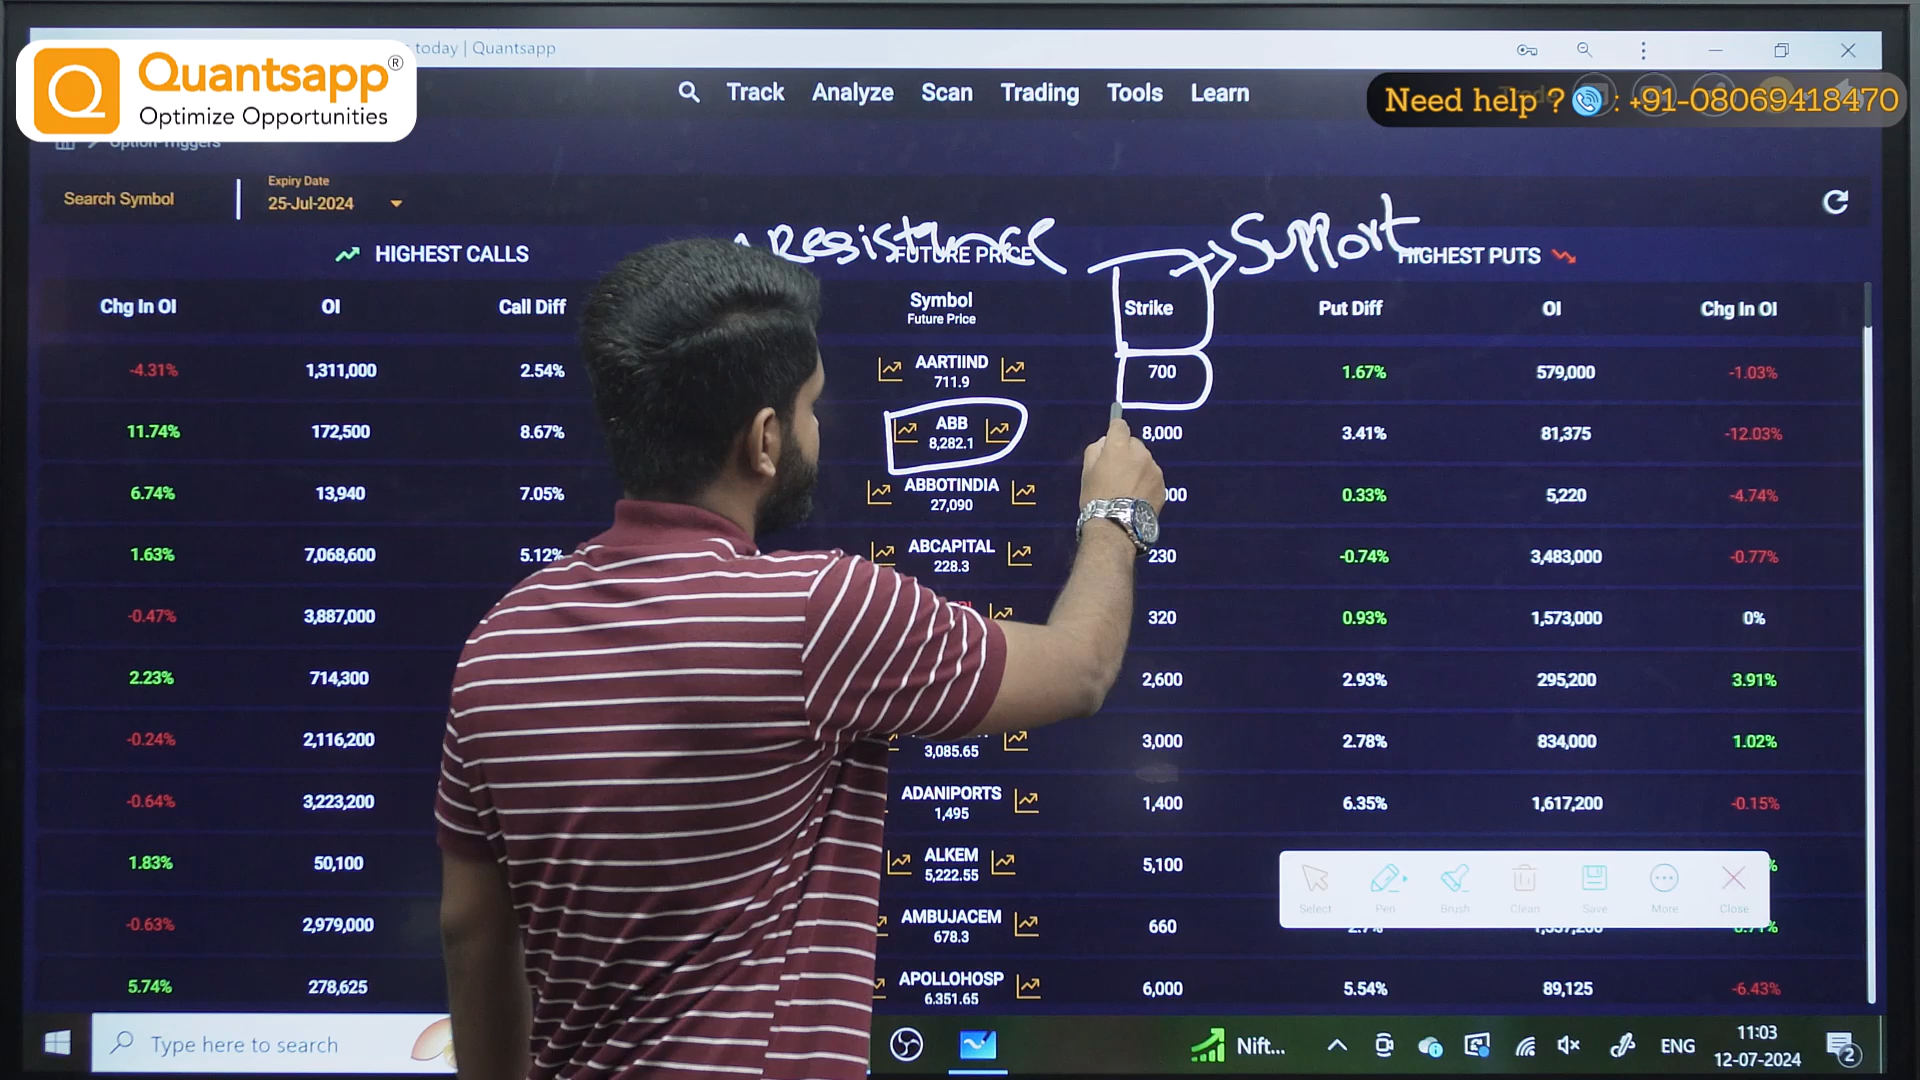 today | Quantsapp
Quantsapp®
Optimize Opportunities
Track Analyze Scan Trading Tools Learn
Need help ? : +91-08069418470
Option Triggers
Search Symbol
Expiry Date
25-Jul-2024
Resistance
Support
HIGHEST CALLS
FUTURE PRICE
HIGHEST PUTS
Chg In OI OI Call Diff Symbol Strike Put Diff OI Chg In OI
Future Price
-4.31% 1,311,000 2.54% AARTIIND 711.9 700 1.67% 579,000 -1.03%
11.74% 172,500 8.67% ABB 8,282.1 8,000 3.41% 81,375 -12.03%
6.74% 13,940 7.05% ABBOTINDIA 27,090 0.33% 5,220 -4.74%
1.63% 7,068,600 5.12% ABCAPITAL 228.3 230 -0.74% 3,483,000 -0.77%
-0.47% 3,887,000 320 0.93% 1,573,000 0%
2.23% 714,300 2,600 2.93% 295,200 3.91%
-0.24% 2,116,200 3,085.65 3,000 2.78% 834,000 1.02%
-0.64% 3,223,200 ADANIPORTS 1,495 1,400 6.35% 1,617,200 -0.15%
1.83% 50,100 ALKEM 5,222.55 5,100
Select Pen Brush Clean Save More Close
-0.63% 2,979,000 AMBUJACEM 678.3 660
5.74% 278,625 APOLLOHOSP 6,351.65 6,000 5.54% 89,125 -6.43%
Type here to search
Nift...
ENG
11:03
12-07-2024
2